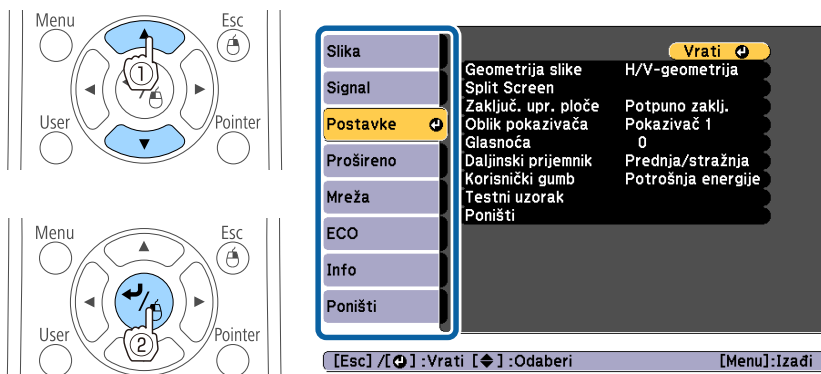 Menu
Esc
①
User
Pointer
Menu
Esc
②
User
Pointer
Slika
Signal
Postavke
Prošireno
Mreža
ECO
Info
Poništi
Vrati
Geometrija slike H/V-geometrija
Split Screen
Zaključ. upr. ploče Potpuno zaklj.
Oblik pokazivača Pokazivač 1
Glasnoća 0
Daljinski prijemnik Prednja/stražnja
Korisnički gumb Potrošnja energije
Testni uzorak
Poništi
[Esc] /[⏎] :Vrati [◆] :Odaberi [Menu]:Izađi